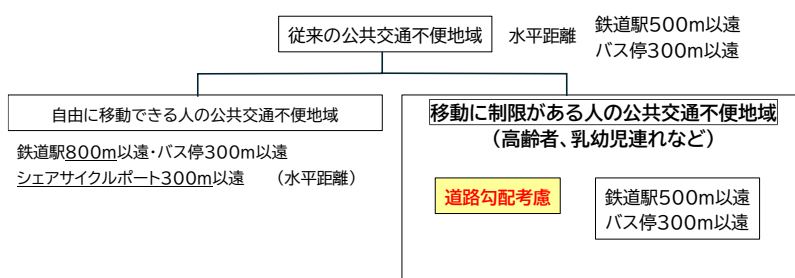 従来の公共交通不便地域
水平距離
鉄道駅500m以遠
バス停300m以遠
自由に移動できる人の公共交通不便地域
鉄道駅800m以遠・バス停300m以遠
シェアサイクルポート300m以遠　（水平距離）
移動に制限がある人の公共交通不便地域
（高齢者、乳幼児連れなど）
道路勾配考慮
鉄道駅500m以遠
バス停300m以遠